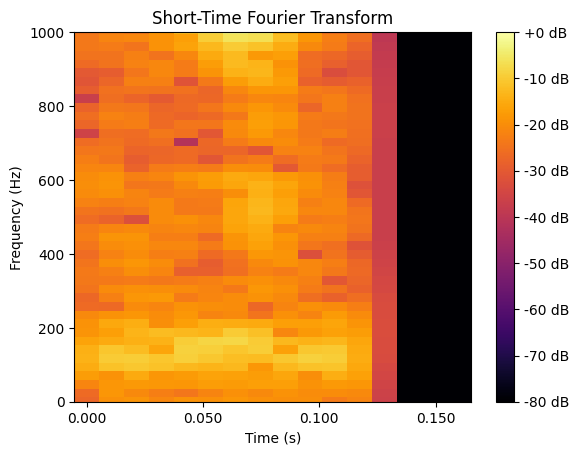 Short-Time Fourier Transform
1000
800
600
400
200
0
Frequency (Hz)
0.000
0.050
0.100
0.150
Time (s)
+0 dB
-10 dB
-20 dB
-30 dB
-40 dB
-50 dB
-60 dB
-70 dB
-80 dB